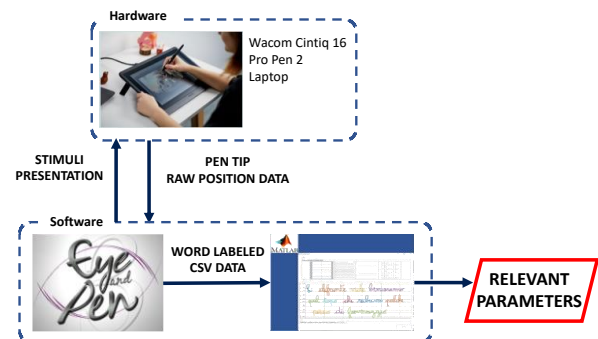 Hardware
Wacom Cintiq 16
Pro Pen 2
Laptop
STIMULI
PRESENTATION
PEN TIP
RAW POSITION DATA
Software
Eye
and
Pen
WORD LABELED
CSV DATA
MATLAB
RELEVANT
PARAMETERS